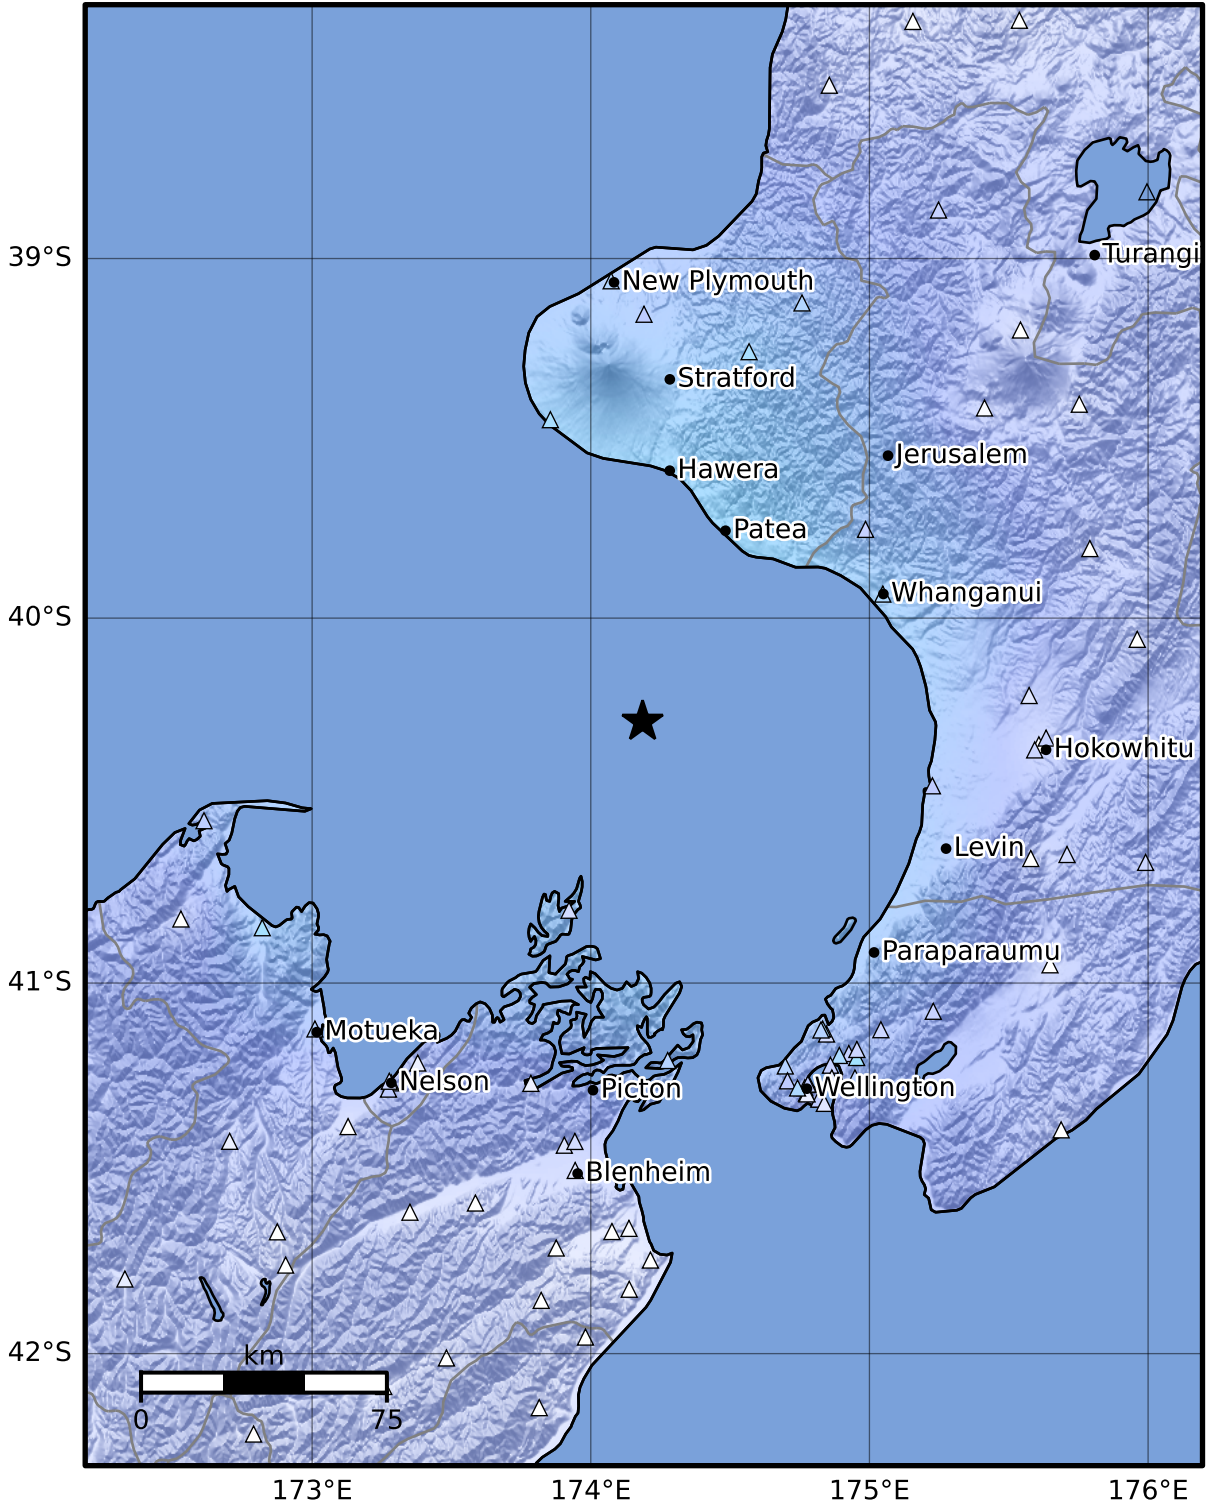 39°S
Turangi
New Plymouth
Stratford
Jerusalem
Hawera
Patea
Whanganui
40°S
Hokowhitu
Levin
Paraparaumu
41°S
Motueka
Nelson
Picton
Wellington
Blenheim
42°S
km
0
75
173°E
174°E
175°E
176°E